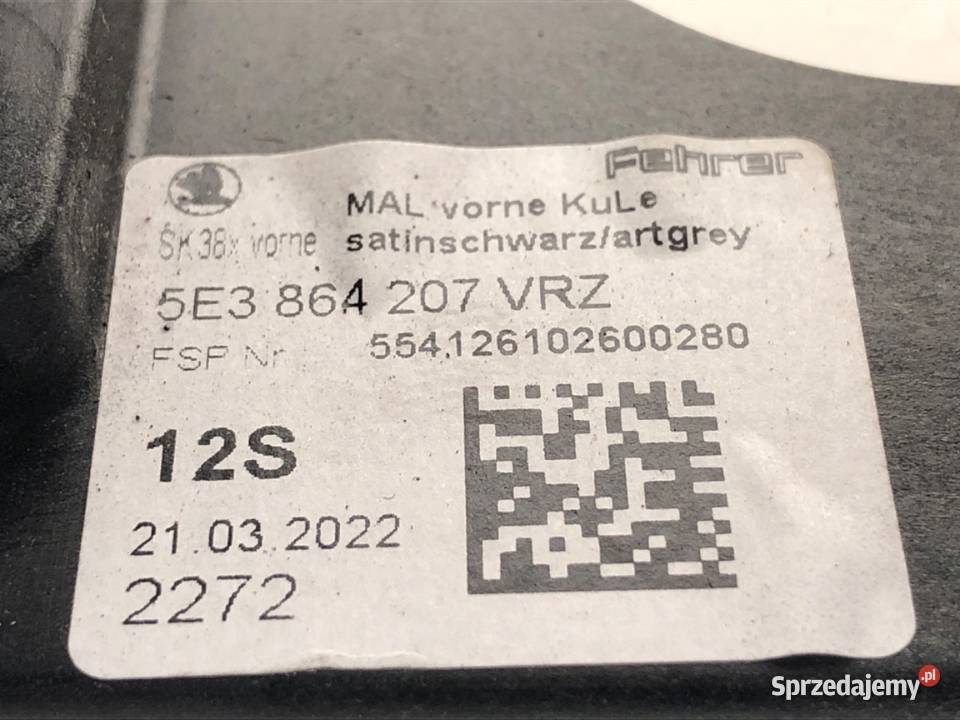 Fehrer
MAL vorne KuLe
SK38x vorne satinschwarz/artgrey
5E3 864 207 VRZ
FSP Nr 554126102600280
12S
21.03.2022
2272
Sprzedajemy.pl